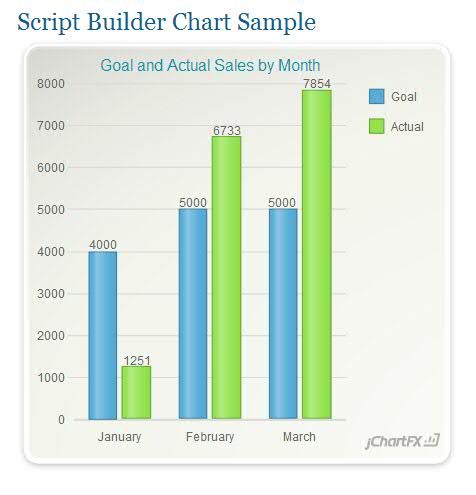 Script Builder Chart Sample
Goal and Actual Sales by Month
8000
7000
6000
5000
4000
3000
2000
1000
0
4000
1251
5000
6733
5000
7854
January February March
Goal
Actual
jChartFX